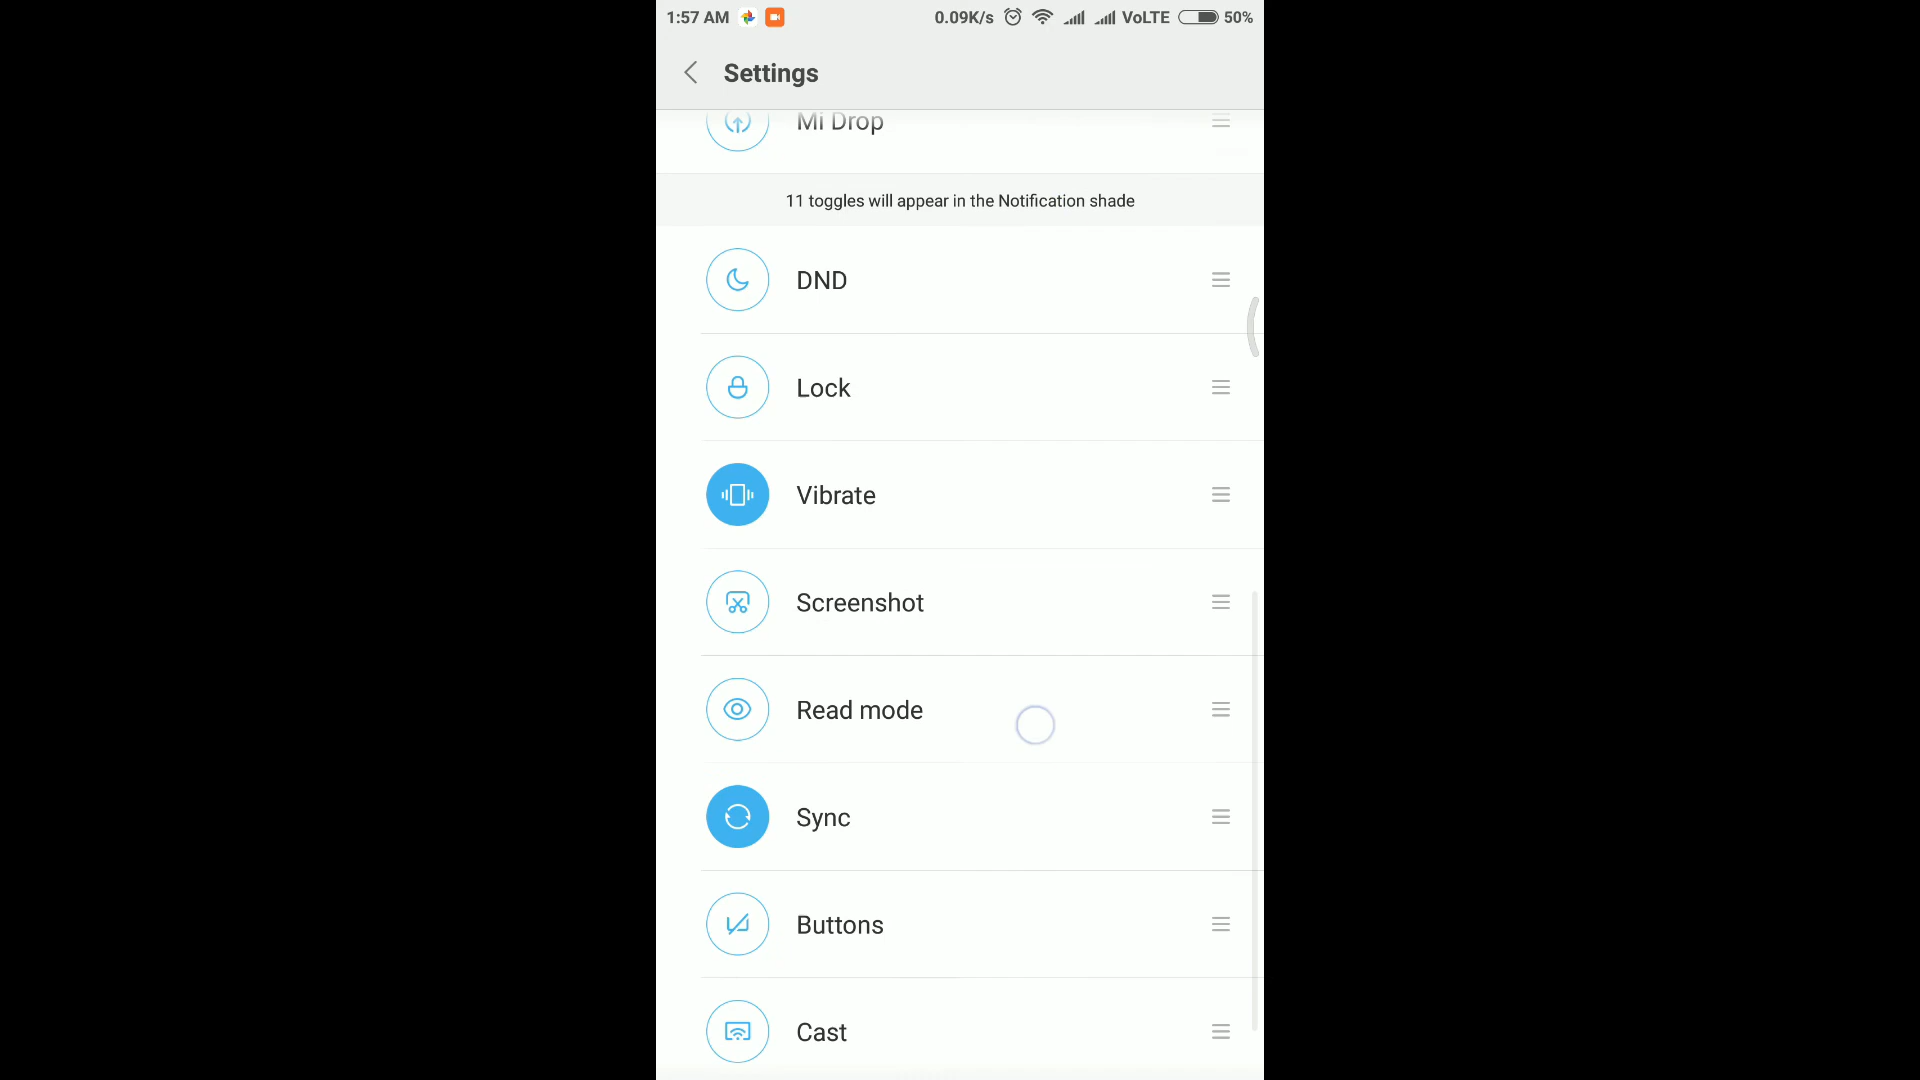 1:57 AM 0.09K/s VoLTE 50%
Settings
Mi Drop
11 toggles will appear in the Notification shade
DND
Lock
Vibrate
Screenshot
Read mode
Sync
Buttons
Cast